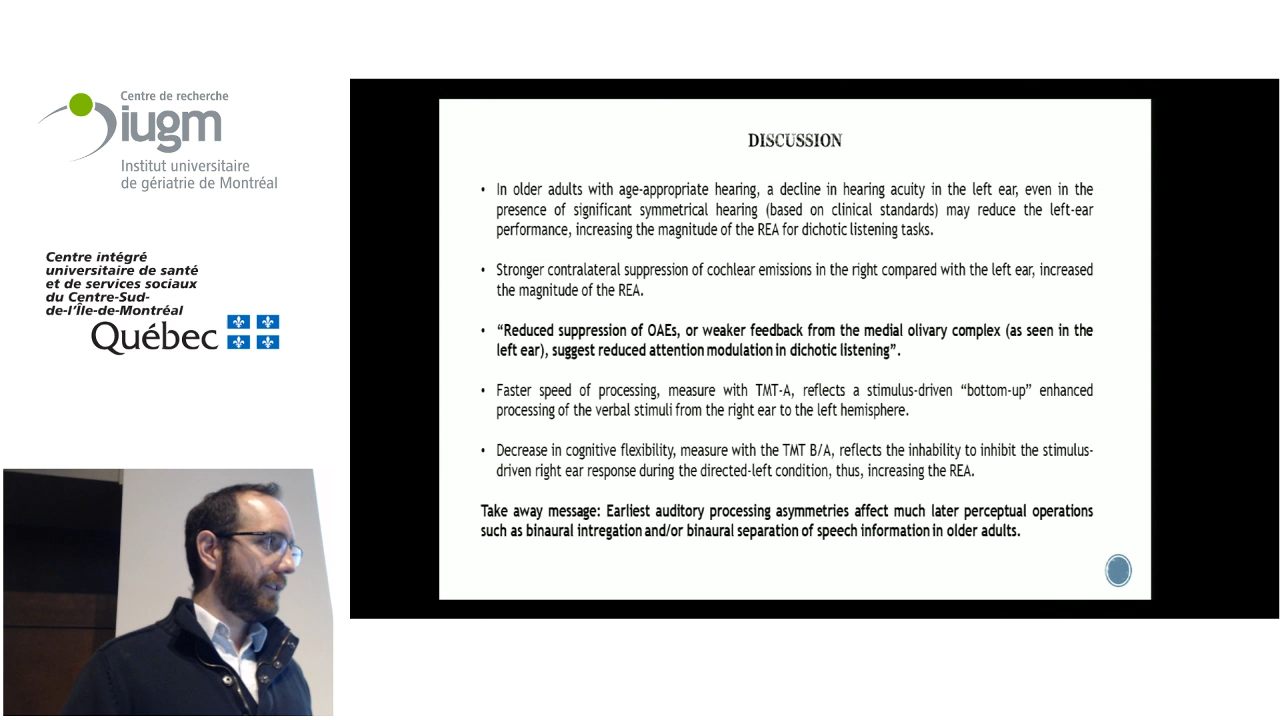 Centre de recherche
iugm
Institut universitaire
de gériatrie de Montréal
Centre intégré
universitaire de santé
et de services sociaux
du Centre-Sud-
de-l'Île-de-Montréal
Québec
DISCUSSION
• In older adults with age-appropriate hearing, a decline in hearing acuity in the left ear, even in the
presence of significant symmetrical hearing (based on clinical standards) may reduce the left-ear
performance, increasing the magnitude of the REA for dichotic listening tasks.
• Stronger contralateral suppression of cochlear emissions in the right compared with the left ear, increased
the magnitude of the REA.
• “Reduced suppression of OAEs, or weaker feedback from the medial olivary complex (as seen in the
left ear), suggest reduced attention modulation in dichotic listening”.
• Faster speed of processing, measure with TMT-A, reflects a stimulus-driven “bottom-up” enhanced
processing of the verbal stimuli from the right ear to the left hemisphere.
• Decrease in cognitive flexibility, measure with the TMT B/A, reflects the inhability to inhibit the stimulus-
driven right ear response during the directed-left condition, thus, increasing the REA.
Take away message: Earliest auditory processing asymmetries affect much later perceptual operations
such as binaural intregation and/or binaural separation of speech information in older adults.